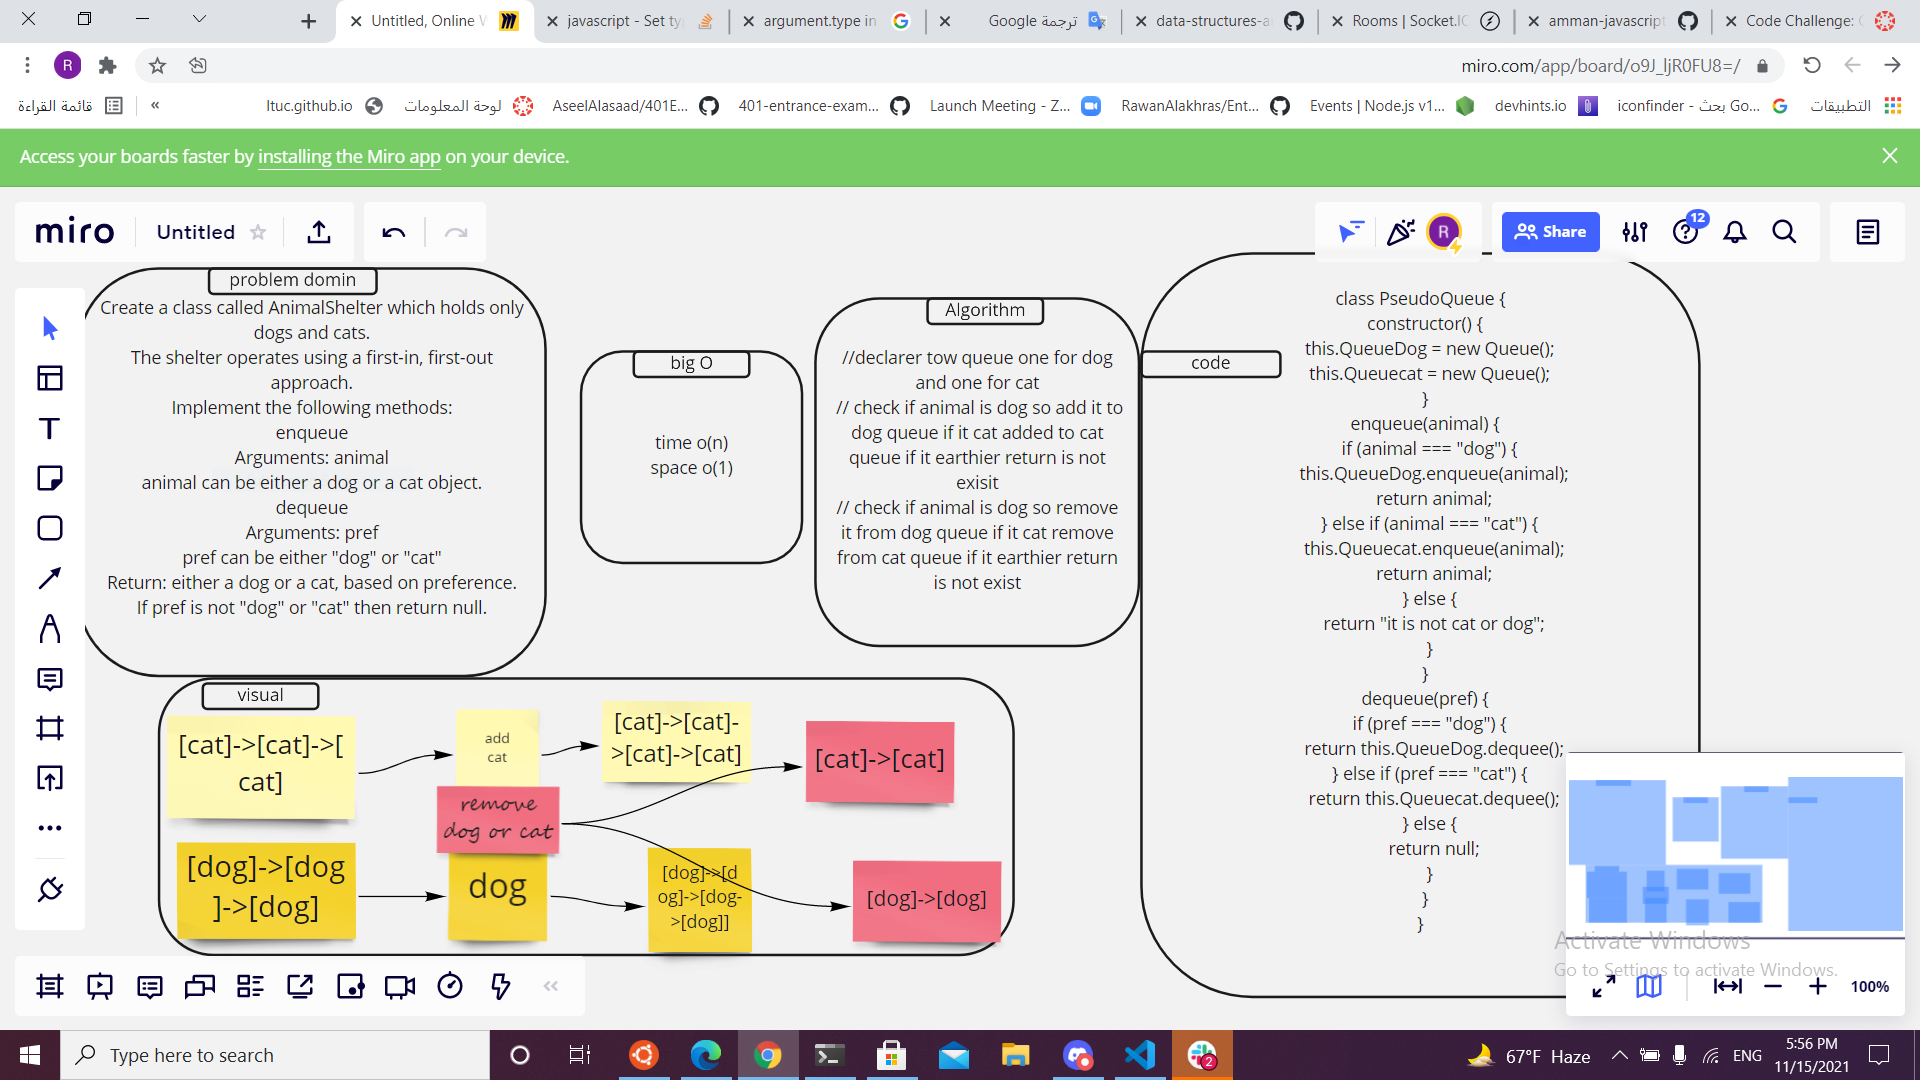 Untitled, Online W
javascript - Set ty
argument.type in
ترجمة Google
data-structures-a
Rooms | Socket.IO
amman-javascript
Code Challenge: C
R
miro.com/app/board/o9J_ljR0FU8=/
قائمة القراءة
«
ltuc.github.io
لوحة المعلومات
AseelAlasaad/401E...
401-entrance-exam...
Launch Meeting - Z...
RawanAlakhras/Ent...
Events | Node.js v1...
devhints.io
iconfinder - بحث Go...
التطبيقات
Access your boards faster by installing the Miro app on your device.
miro
Untitled
R
Share
12
problem domin
Create a class called AnimalShelter which holds only
dogs and cats.
The shelter operates using a first-in, first-out
approach.
Implement the following methods:
enqueue
Arguments: animal
animal can be either a dog or a cat object.
dequeue
Arguments: pref
pref can be either "dog" or "cat"
Return: either a dog or a cat, based on preference.
If pref is not "dog" or "cat" then return null.
big O
time o(n)
space o(1)
Algorithm
//declarer tow queue one for dog
and one for cat
// check if animal is dog so add it to
dog queue if it cat added to cat
queue if it earthier return is not
exisit
// check if animal is dog so remove
it from dog queue if it cat remove
from cat queue if it earthier return
is not exist
code
class PseudoQueue {
constructor() {
this.QueueDog = new Queue();
this.Queuecat = new Queue();
}
enqueue(animal) {
if (animal === "dog") {
this.QueueDog.enqueue(animal);
return animal;
} else if (animal === "cat") {
this.Queuecat.enqueue(animal);
return animal;
} else {
return "it is not cat or dog";
}
}
dequeue(pref) {
if (pref === "dog") {
return this.QueueDog.dequee();
} else if (pref === "cat") {
return this.Queuecat.dequee();
} else {
return null;
}
}
}
visual
[cat]->[cat]->[
cat]
add
cat
[cat]->[cat]-
>[cat]->[cat]
[cat]->[cat]
remove
dog or cat
[dog]->[dog
]->[dog]
dog
[dog]->[d
og]->[dog-
>[dog]]
[dog]->[dog]
Activate Windows
Go to Settings to activate Windows.
100%
Type here to search
2
67°F Haze
ENG
5:56 PM
11/15/2021